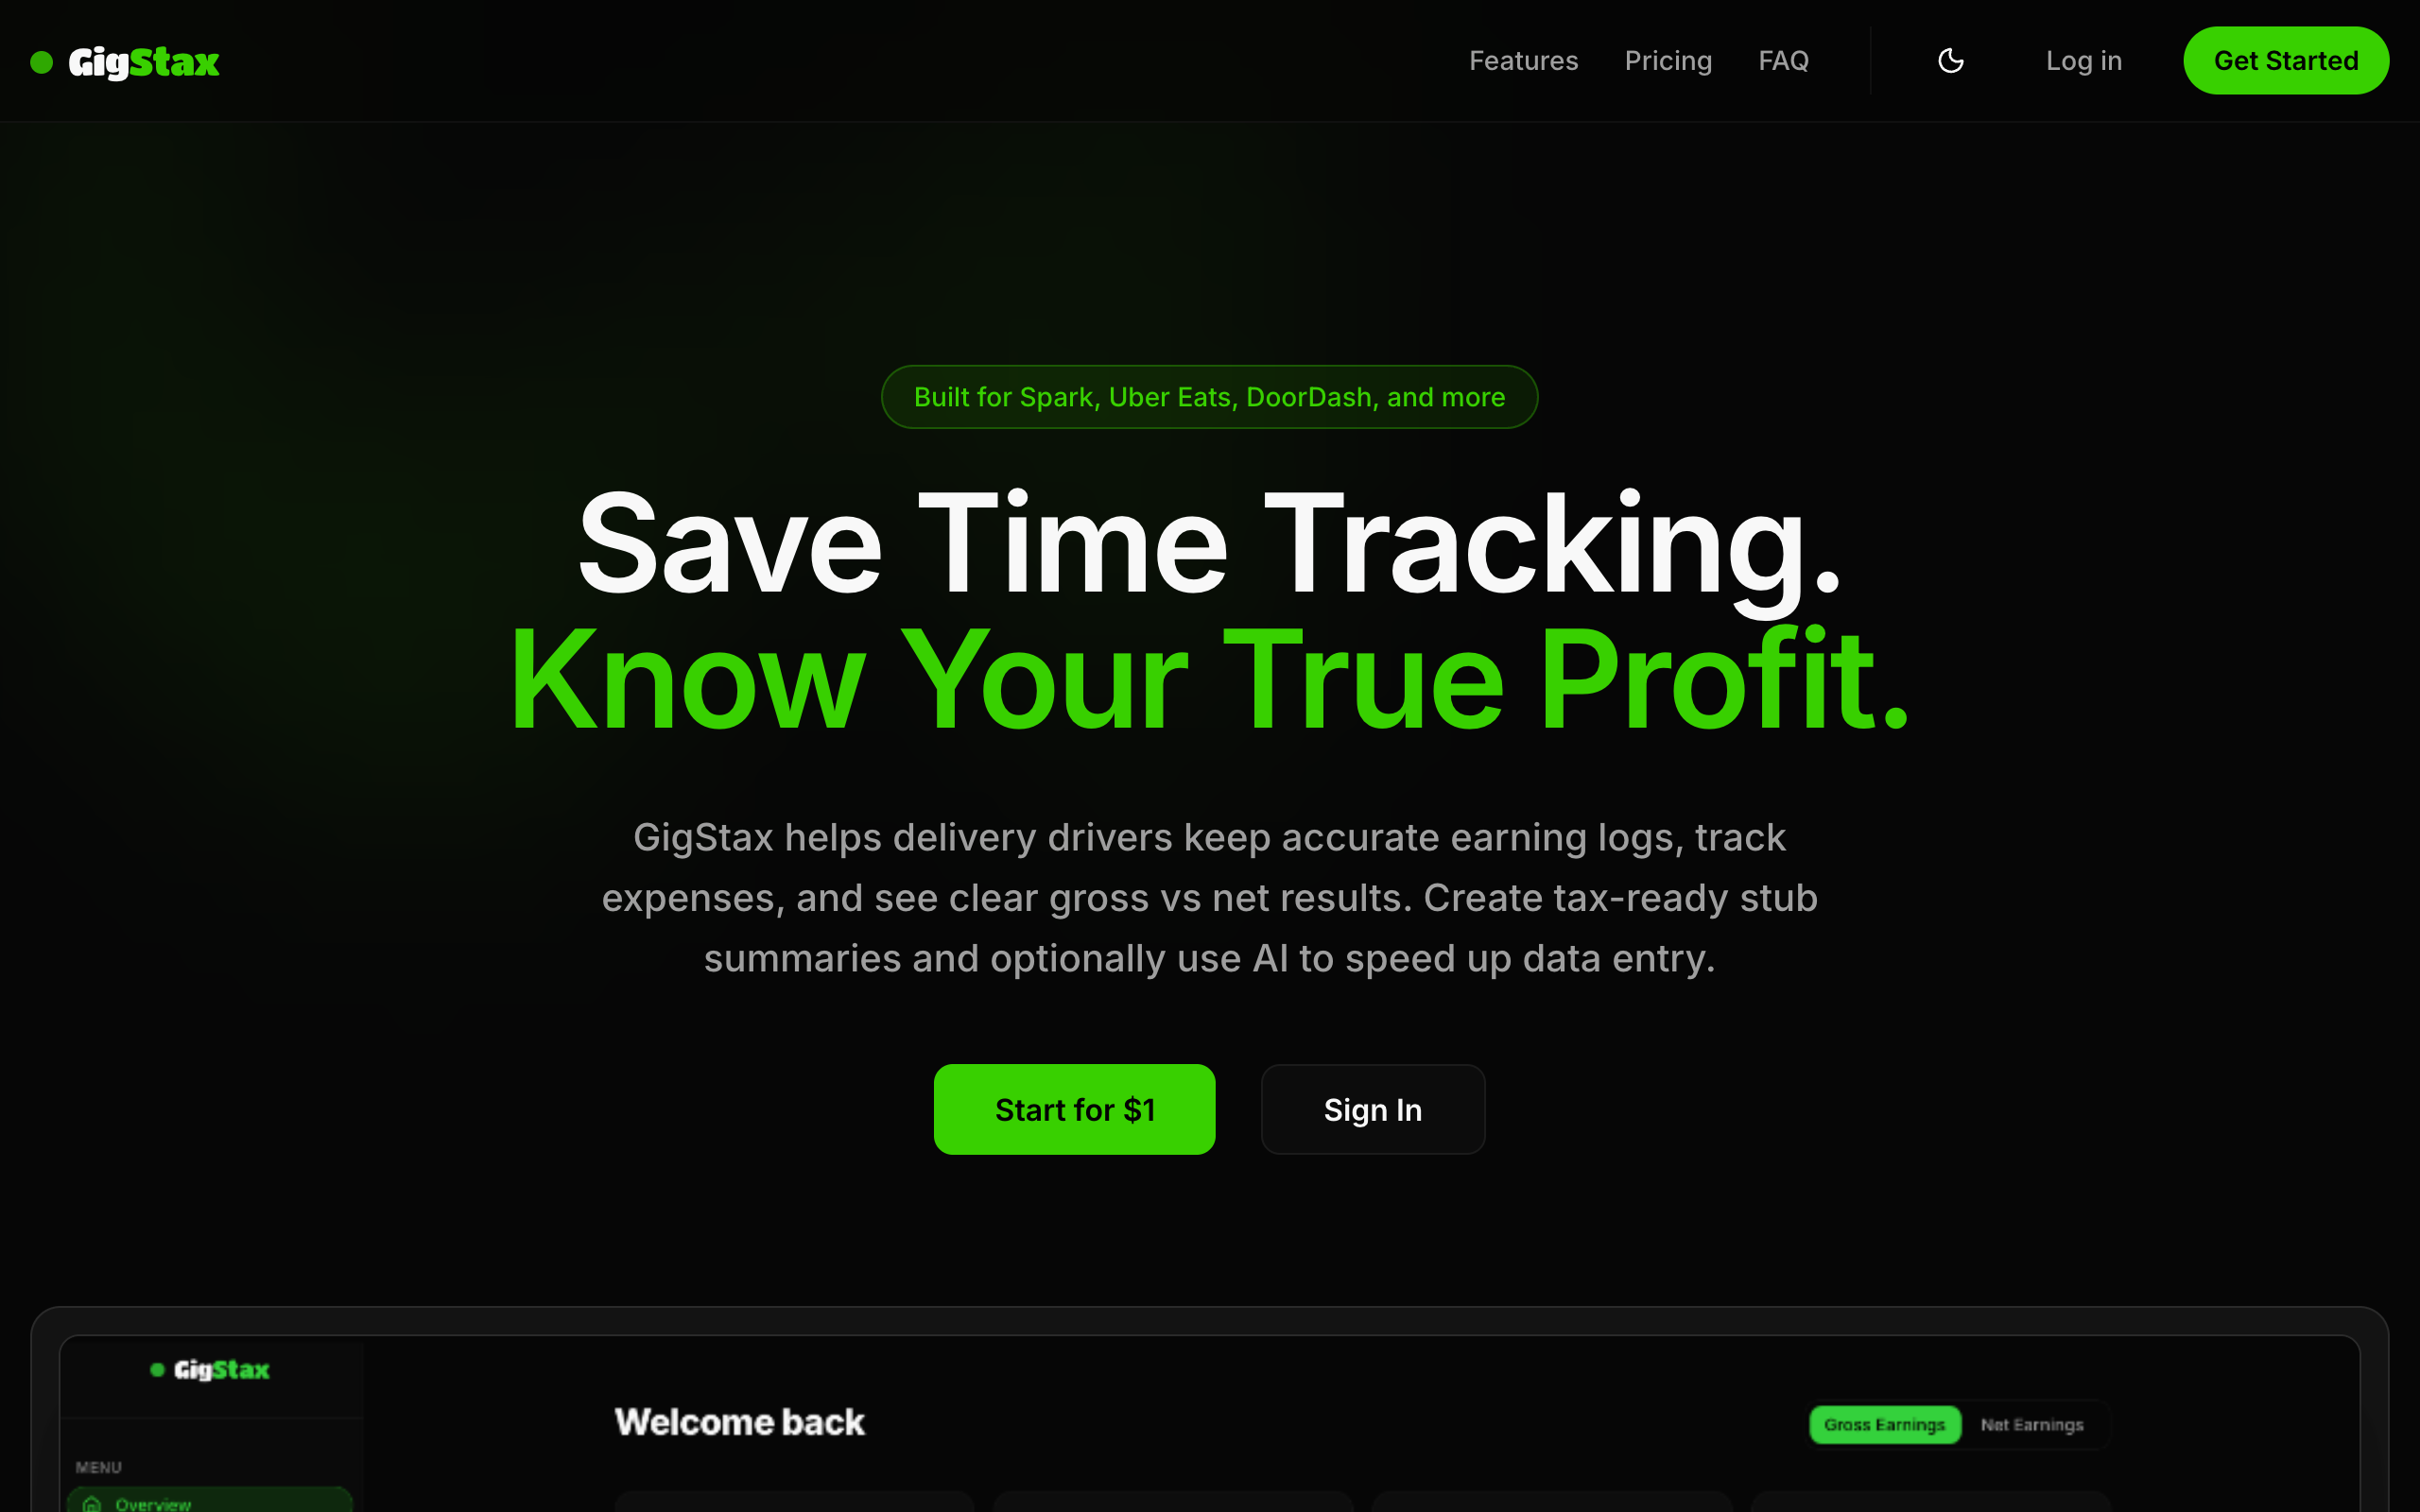 GigStax
Features
Pricing
FAQ
Log in
Get Started
Built for Spark, Uber Eats, DoorDash, and more
Save Time Tracking.
Know Your True Profit.
GigStax helps delivery drivers keep accurate earning logs, track
expenses, and see clear gross vs net results. Create tax-ready stub
summaries and optionally use AI to speed up data entry.
Start for $1
Sign In
GigStax
Welcome back
Gross Earnings
Net Earnings
MENU
Overview